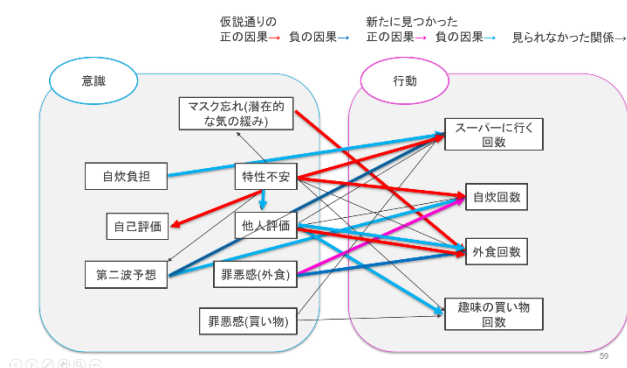 仮説通りの 新たに見つかった
正の因果→ 負の因果→ 正の因果→ 負の因果→ 見られなかった関係→
意識
行動
マスク忘れ(潜在的
な気の緩み)
スーパーに行く
回数
自炊負担
特性不安
自炊回数
自己評価
他人評価
外食回数
第二波予想
罪悪感(外食)
趣味の買い物
回数
罪悪感(買い物)
59